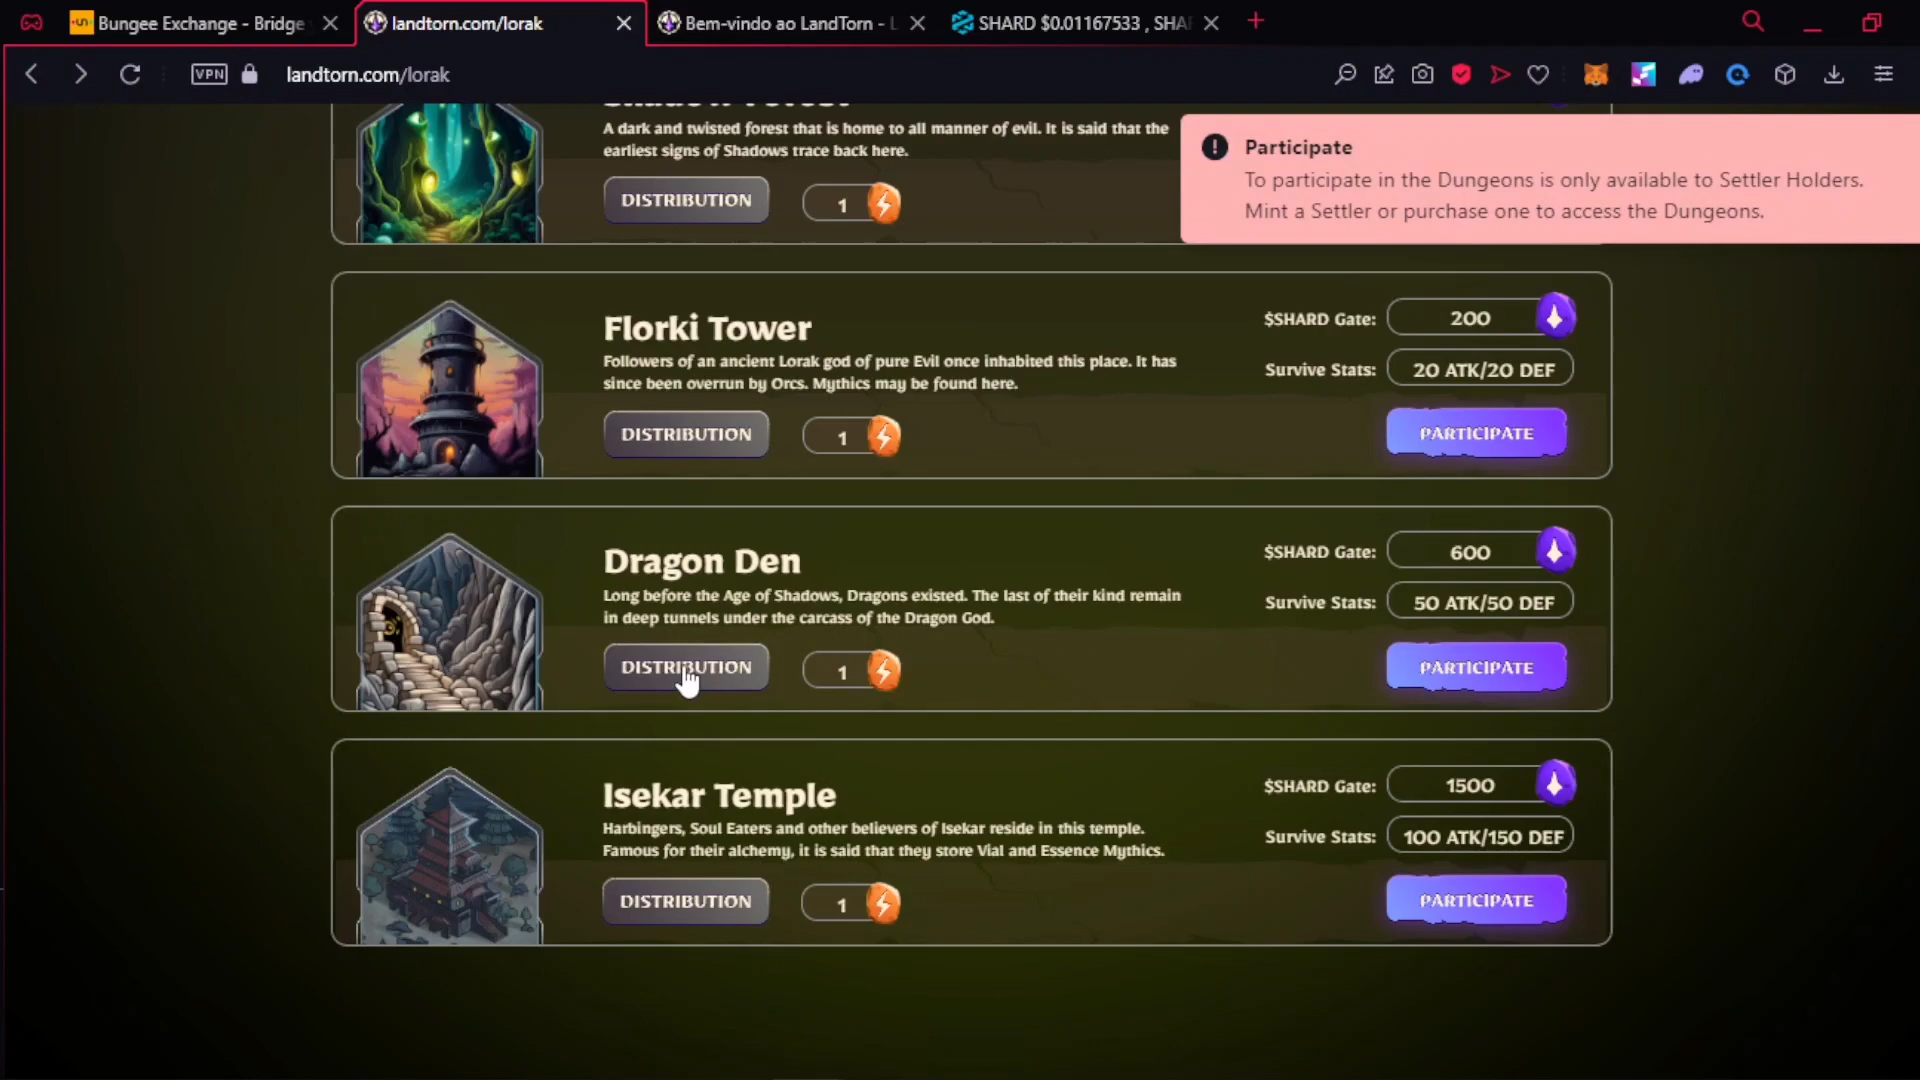 Bungee Exchange - Bridge
landtorn.com/lorak
Bem-vindo ao LandTorn - L
SHARD $0.01167533 , SHA
VPN
landtorn.com/lorak
Shadow Forest
A dark and twisted forest that is home to all manner of evil. It is said that the
earliest signs of Shadows trace back here.
DISTRIBUTION
1
Participate
To participate in the Dungeons is only available to Settler Holders.
Mint a Settler or purchase one to access the Dungeons.
Florki Tower
Followers of an ancient Lorak god of pure Evil once inhabited this place. It has
since been overrun by Orcs. Mythics may be found here.
DISTRIBUTION
1
$SHARD Gate: 200
Survive Stats: 20 ATK/20 DEF
PARTICIPATE
Dragon Den
Long before the Age of Shadows, Dragons existed. The last of their kind remain
in deep tunnels under the carcass of the Dragon God.
DISTRIBUTION
1
$SHARD Gate: 600
Survive Stats: 50 ATK/50 DEF
PARTICIPATE
Isekar Temple
Harbingers, Soul Eaters and other believers of Isekar reside in this temple.
Famous for their alchemy, it is said that they store Vial and Essence Mythics.
DISTRIBUTION
1
$SHARD Gate: 1500
Survive Stats: 100 ATK/150 DEF
PARTICIPATE